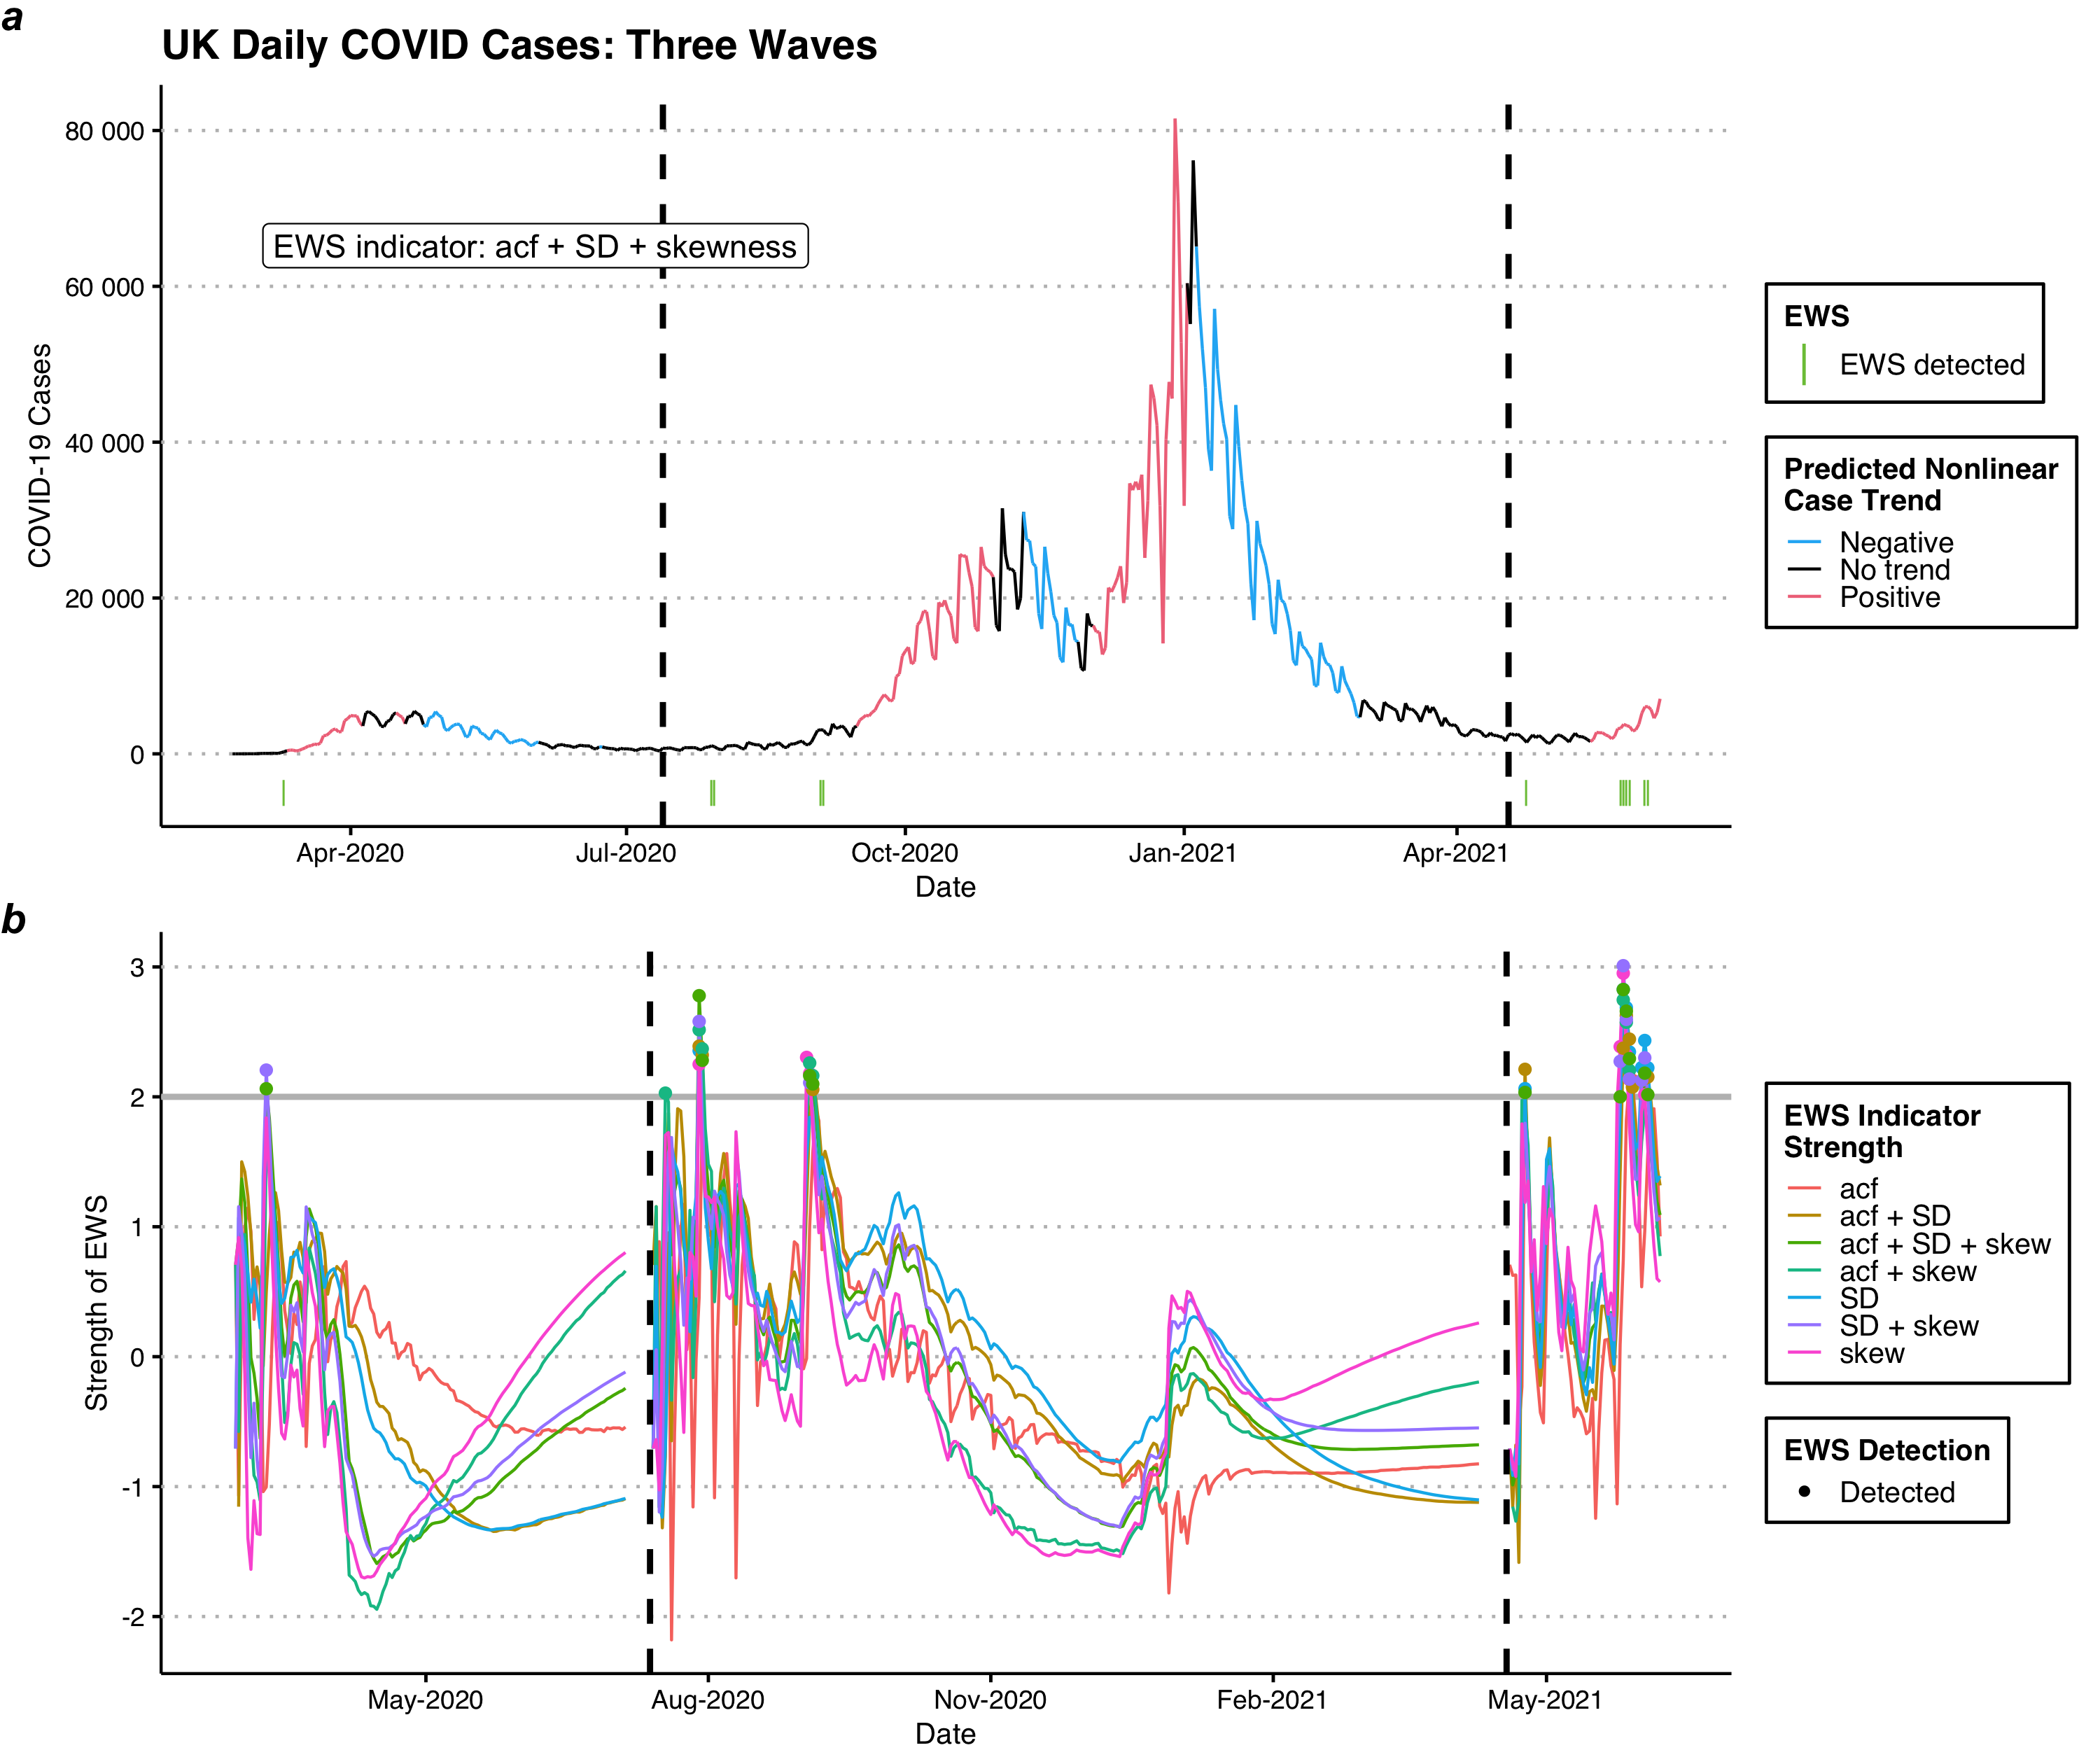 a
UK Daily COVID Cases: Three Waves
80 000
60 000
40 000
20 000
0
COVID-19 Cases
EWS indicator: acf + SD + skewness
Apr-2020
Jul-2020
Oct-2020
Jan-2021
Apr-2021
Date
EWS
EWS detected
Predicted Nonlinear
Case Trend
Negative
No trend
Positive
b
3
2
1
0
-1
-2
Strength of EWS
May-2020
Aug-2020
Nov-2020
Feb-2021
May-2021
Date
EWS Indicator
Strength
acf
acf + SD
acf + SD + skew
acf + skew
SD
SD + skew
skew
EWS Detection
Detected